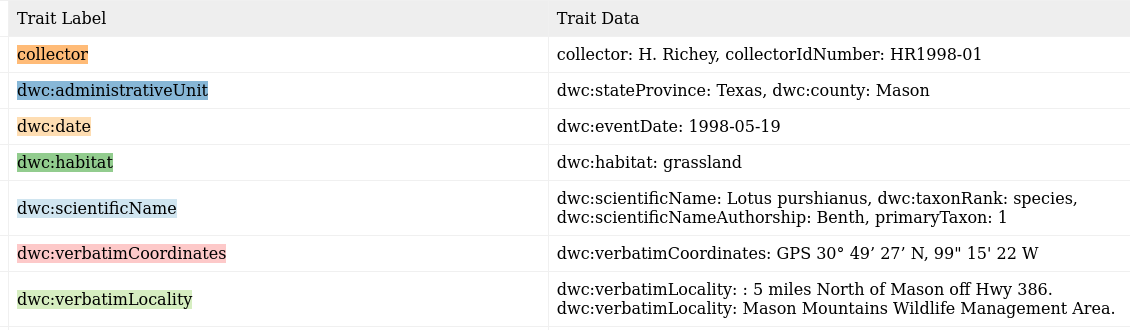 Trait Label Trait Data
collector collector: H. Richey, collectorIdNumber: HR1998-01
dwc:administrativeUnit dwc:stateProvince: Texas, dwc:county: Mason
dwc:date dwc:eventDate: 1998-05-19
dwc:habitat dwc:habitat: grassland
dwc:scientificName dwc:scientificName: Lotus purshianus, dwc:taxonRank: species,
dwc:scientificNameAuthorship: Benth, primaryTaxon: 1
dwc:verbatimCoordinates dwc:verbatimCoordinates: GPS 30° 49’ 27’ N, 99" 15' 22 W
dwc:verbatimLocality dwc:verbatimLocality: : 5 miles North of Mason off Hwy 386.
dwc:verbatimLocality: Mason Mountains Wildlife Management Area.